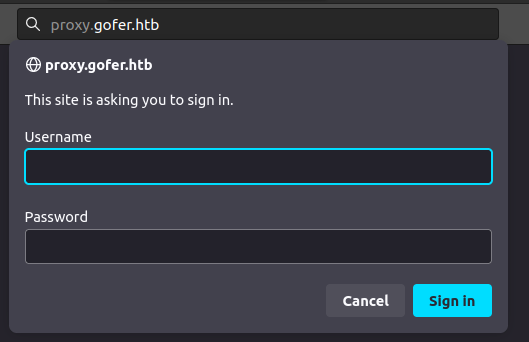 proxy.gofer.htb
proxy.gofer.htb
This site is asking you to sign in.
Username
Password
Cancel Sign in